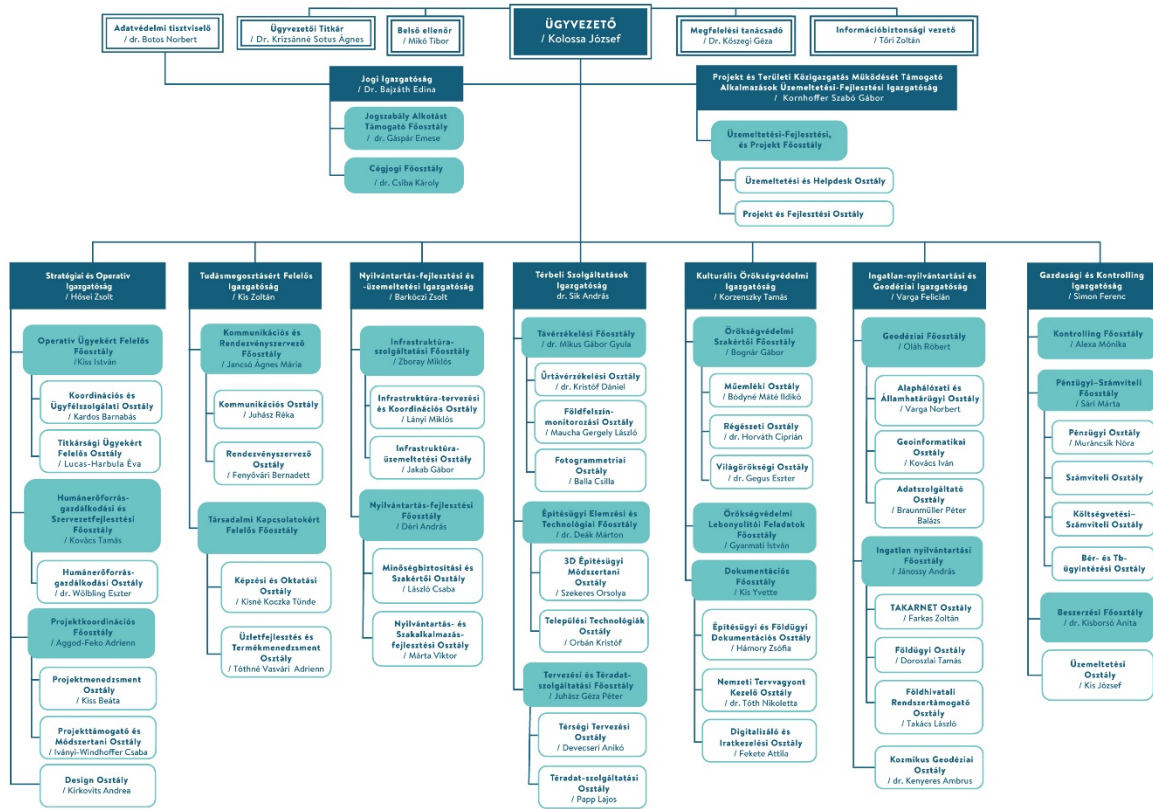 Adatvédelmi tisztviselő
/ dr. Botos Norbert
Ügyvezetői Titkár
/ Dr. Krizsánné Sotus Ágnes
Belső ellenőr
/ Mikó Tibor
ÜGYVEZETŐ
/ Kolossa József
Megfelelési tanácsadó
/ Dr. Kőszegi Géza
Információbiztonsági vezető
/ Tőri Zoltán
Jogi Igazgatóság
/ Dr. Bajzáth Edina
Jogszabály Alkotást
Támogató Főosztály
/ dr. Gáspár Emese
Cégjogi Főosztály
/ dr. Csiba Károly
Projekt és Területi Közigazgatás Működését Támogató
Alkalmazások Üzemeltetési-Fejlesztési Igazgatóság
/ Kornhoffer Szabó Gábor
Üzemeltetési-Fejlesztési,
és Projekt Főosztály
Üzemeltetési és Helpdesk Osztály
Projekt és Fejlesztési Osztály
Stratégiai és Operatív
Igazgatóság
/ Hősei Zsolt
Operatív Ügyekért Felelős
Főosztály
/Kiss István
Koordinációs és
Ügyfélszolgálati Osztály
/ Kardos Barnabás
Titkársági Ügyekért
Felelős Osztály
/ Lucas-Harbula Éva
Humánerőforrás-
gazdálkodási és
Szervezetfejlesztési
Főosztály
/ Kovács Tamás
Humánerőforrás-
gazdálkodási Osztály
/ dr. Wölbling Eszter
Projektkoordinációs
Főosztály
/ Aggod-Feko Adrienn
Projektmenedzsment
Osztály
/ Kiss Beáta
Projekttámogató és
Módszertani Osztály
/ Iványi-Windhoffer Csaba
Design Osztály
/ Kirkovits Andrea
Tudásmegosztásért Felelős
Igazgatóság
/ Kis Zoltán
Kommunikációs és
Rendezvényszervező
Főosztály
/ Jancsó Ágnes Mária
Kommunikációs Osztály
/ Juhász Réka
Rendezvényszervező
Osztály
/ Fenyővári Bernadett
Társadalmi Kapcsolatokért
Felelős Főosztály
Képzési és Oktatási
Osztály
/ Kisné Koczka Tünde
Üzletfejlesztés és
Termékmenedzsment
Osztály
/ Tóthné Vasvári Adrienn
Nyilvántartás-fejlesztési és
-üzemeltetési Igazgatóság
/ Barkóczi Zsolt
Infrastruktúra-
szolgáltatási Főosztály
/ Zboray Miklós
Infrastruktúra-tervezési
és Koordinációs Osztály
/ Lányi Miklós
Infrastruktúra-
üzemeltetési Osztály
/ Jakab Gábor
Nyilvántartás-fejlesztési
Főosztály
/ Déri András
Minőségbiztosítási és
Szakértői Osztály
/ László Csaba
Nyilvántartás- és
Szakalkalmazás-
fejlesztési Osztály
/ Márta Viktor
Térbeli Szolgáltatások
Igazgatóság
dr. Sik András
Távérzékelési Főosztály
/ dr. Mikus Gábor Gyula
Űrtávérzékelési Osztály
/ dr. Kristóf Dániel
Földfelszín-
monitorozási Osztály
/ Maucha Gergely László
Fotogrammetriai
Osztály
/ Balla Csilla
Építésügyi Elemzési és
Technológiai Főosztály
/ dr. Deák Márton
3D Építésügyi
Módszertani Osztály
/ Szekeres Orsolya
Települési Technológiák
Osztály
/ Orbán Kristóf
Tervezési és Téradat-
szolgáltatási Főosztály
/ Juhász Géza Péter
Térségi Tervezési
Osztály
/ Devecseri Anikó
Téradat-szolgáltatási
Osztály
/ Papp Lajos
Kulturális Örökségvédelmi
Igazgatóság
/ Korzenszky Tamás
Örökségvédelmi
Szakértői Főosztály
/ Bognár Gábor
Műemléki Osztály
/ Bódyné Máté Ildikó
Régészeti Osztály
/ dr. Horváth Ciprián
Világörökségi Osztály
/ dr. Gegus Eszter
Örökségvédelmi
Lebonyolítói Feladatok
Főosztály
/ Gyarmati István
Dokumentációs
Főosztály
/ Kis Yvette
Építésügyi és Földügyi
Dokumentációs Osztály
/ Hámory Zsófia
Nemzeti Tervvagyont
Kezelő Osztály
/ dr. Tóth Nikoletta
Digitalizáló és
Iratkezelési Osztály
/ Fekete Attila
Ingatlan-nyilvántartási és
Geodéziai Igazgatóság
/ Varga Felicián
Geodéziai Főosztály
/ Oláh Róbert
Alaphálózati és
Államhatárügyi Osztály
/ Varga Norbert
Geoinformatikai Osztály
/ Kovács Iván
Adatszolgáltató Osztály
/ Braunmüller Péter
Balázs
Ingatlan nyilvántartási Főosztály
/ Jánossy András
TAKARNET Osztály
/ Farkas Zoltán
Földügyi Osztály
/ Doroszlai Tamás
Földhivatali
Rendszertámogató
Osztály
/ Takács László
Kozmikus Geodéziai Osztály
/ dr. Kenyeres Ambrus
Gazdasági és Kontrolling
Igazgatóság
/ Simon Ferenc
Kontrolling Főosztály
/ Alexa Mónika
Pénzügyi–Számviteli
Főosztály
/ Sári Márta
Pénzügyi Osztály
/ Muráncsik Nóra
Számviteli Osztály
Költségvetési–
Számviteli Osztály
Bér- és Tb-
ügyintézési Osztály
Beszerzési Főosztály
/ dr. Kisborsó Anita
Üzemeltetési
Osztály
/ Kis József